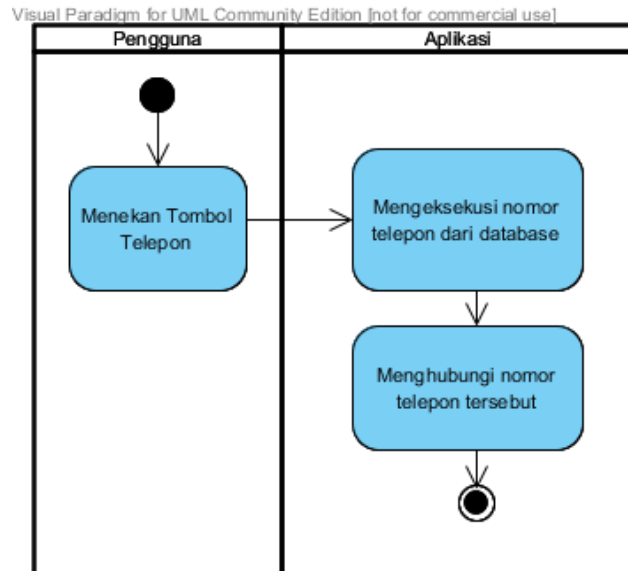 Visual Paradigm for UML Community Edition [not for commercial use]
Pengguna
Aplikasi
Menekan Tombol
Telepon
Mengeksekusi nomor
telepon dari database
Menghubungi nomor
telepon tersebut